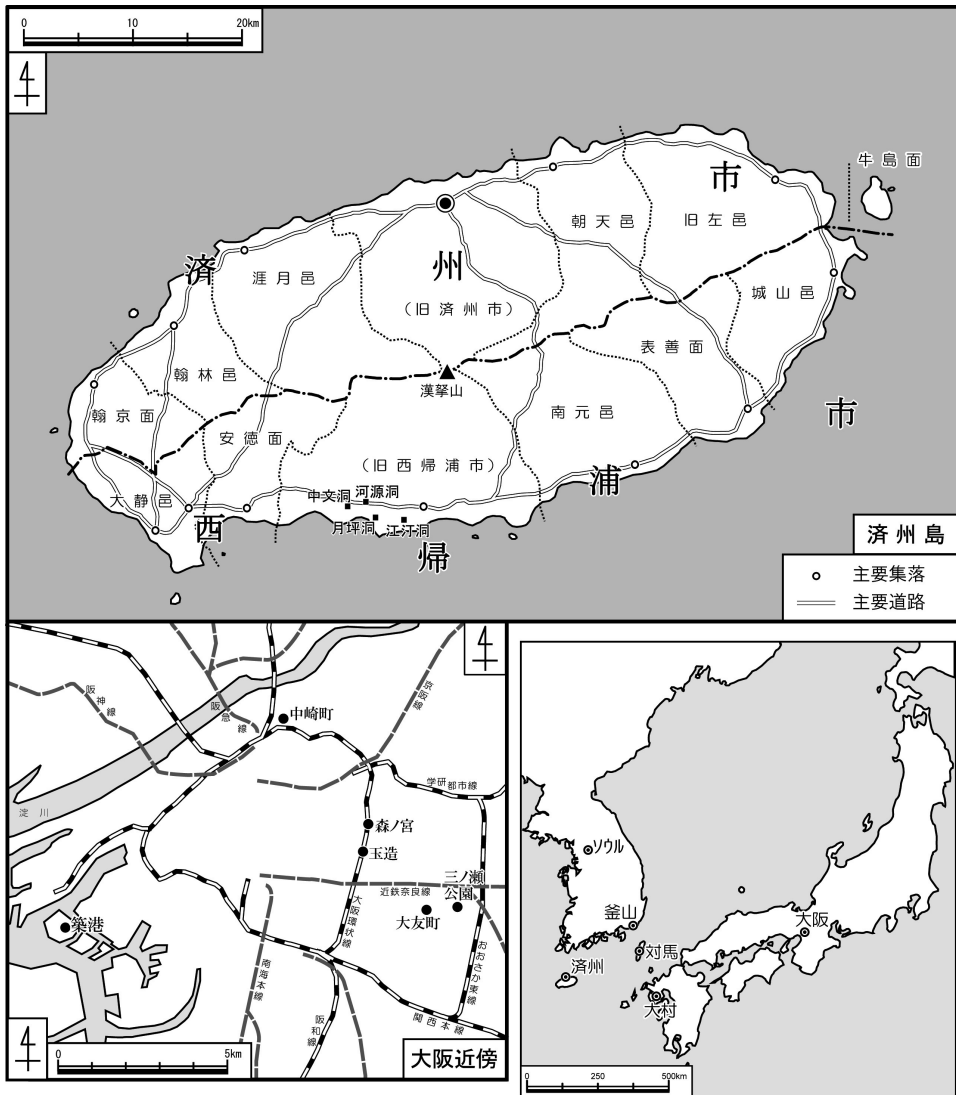 0 10 20km
4
市
牛島面
朝天邑
旧左邑
済
涯月邑
州
城山邑
(旧済州市)
表善面
翰林邑
漢拏山
南元邑
市
翰京面
安徳面
(旧西帰浦市)
浦
大静邑
中文洞
河源洞
月坪洞
江汀洞
西
帰
済州島
主要集落
主要道路
4
阪神線
阪急線
京阪線
中崎町
学研都市線
淀川
森ノ宮
玉造
三ノ瀬
公園
近鉄奈良線
大友町
大阪環状線
築港
おおさか東線
南海本線
阪和線
関西本線
4
0 5km
大阪近傍
ソウル
釜山
大阪
対馬
済州
大村
0 250 500km